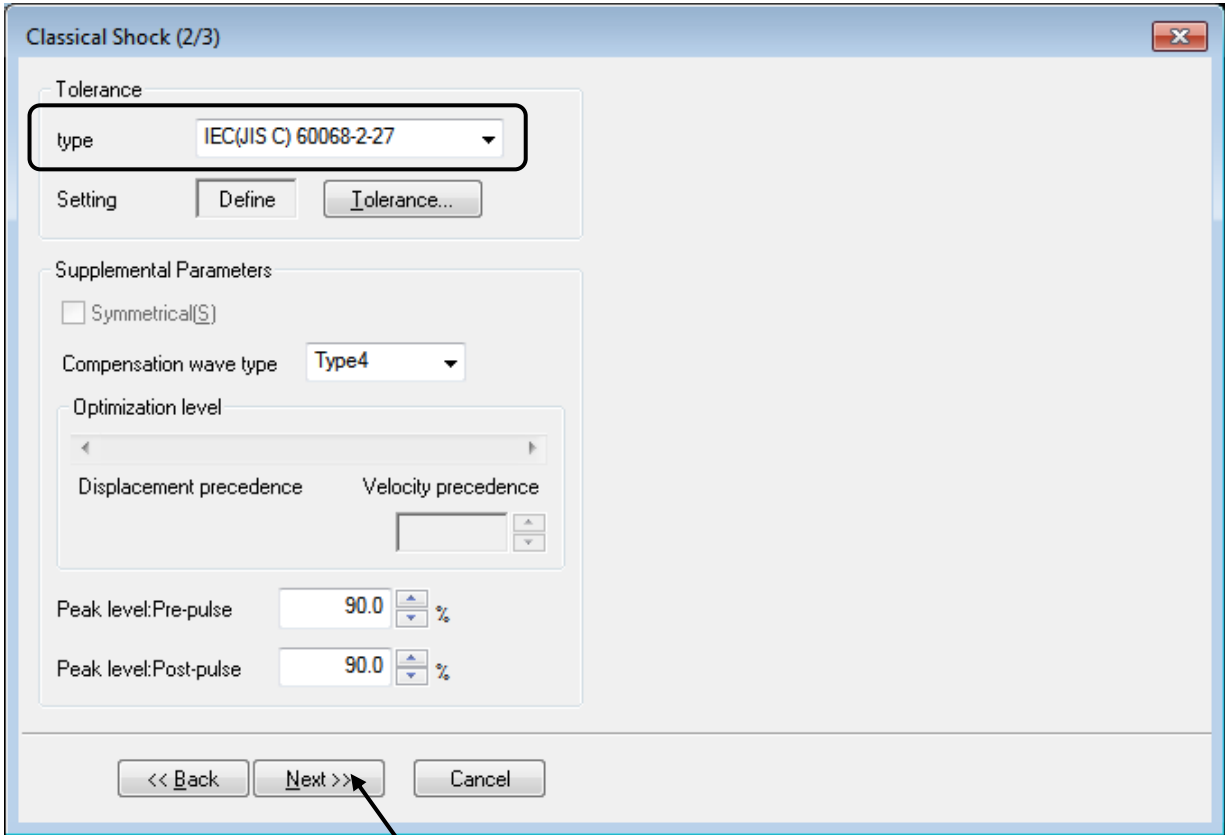 Classical Shock (2/3)
Tolerance
type IEC(JIS C) 60068-2-27
Setting Define Tolerance...
Supplemental Parameters
Symmetrical(S)
Compensation wave type Type4
Optimization level
Displacement precedence Velocity precedence
Peak level:Pre-pulse 90.0 %
Peak level:Post-pulse 90.0 %
<< Back Next >> Cancel